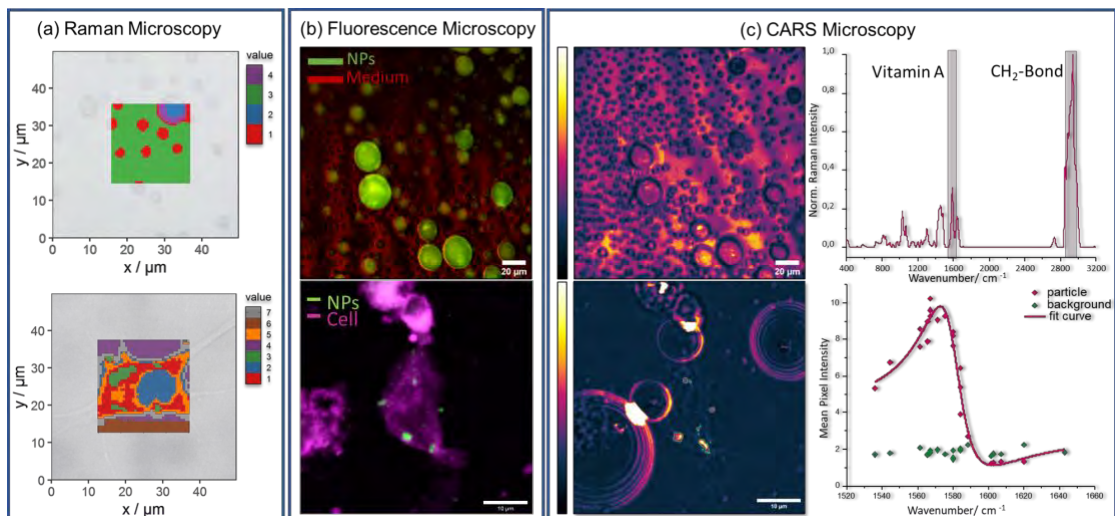 (a) Raman Microscopy
value
4
3
2
1
50
40
30
20
10
0
y / µm
0 10 20 30 40
x / µm
value
7
6
5
4
3
2
1
50
40
30
20
10
0
y / µm
0 10 20 30 40
x / µm
(b) Fluorescence Microscopy
NPs
Medium
20 µm
NPs
Cell
10 µm
(c) CARS Microscopy
20 µm
10 µm
Vitamin A
CH₂-Bond
Norm. Raman Intensity
1,0
0,8
0,6
0,4
0,2
0,0
400 800 1200 1600 2000 2400 2800 3200
Wavenumber/ cm⁻¹
particle
background
fit curve
Mean Pixel Intensity
10
8
6
4
2
0
1520 1540 1560 1580 1600 1620 1640 1660
Wavenumber/ cm⁻¹